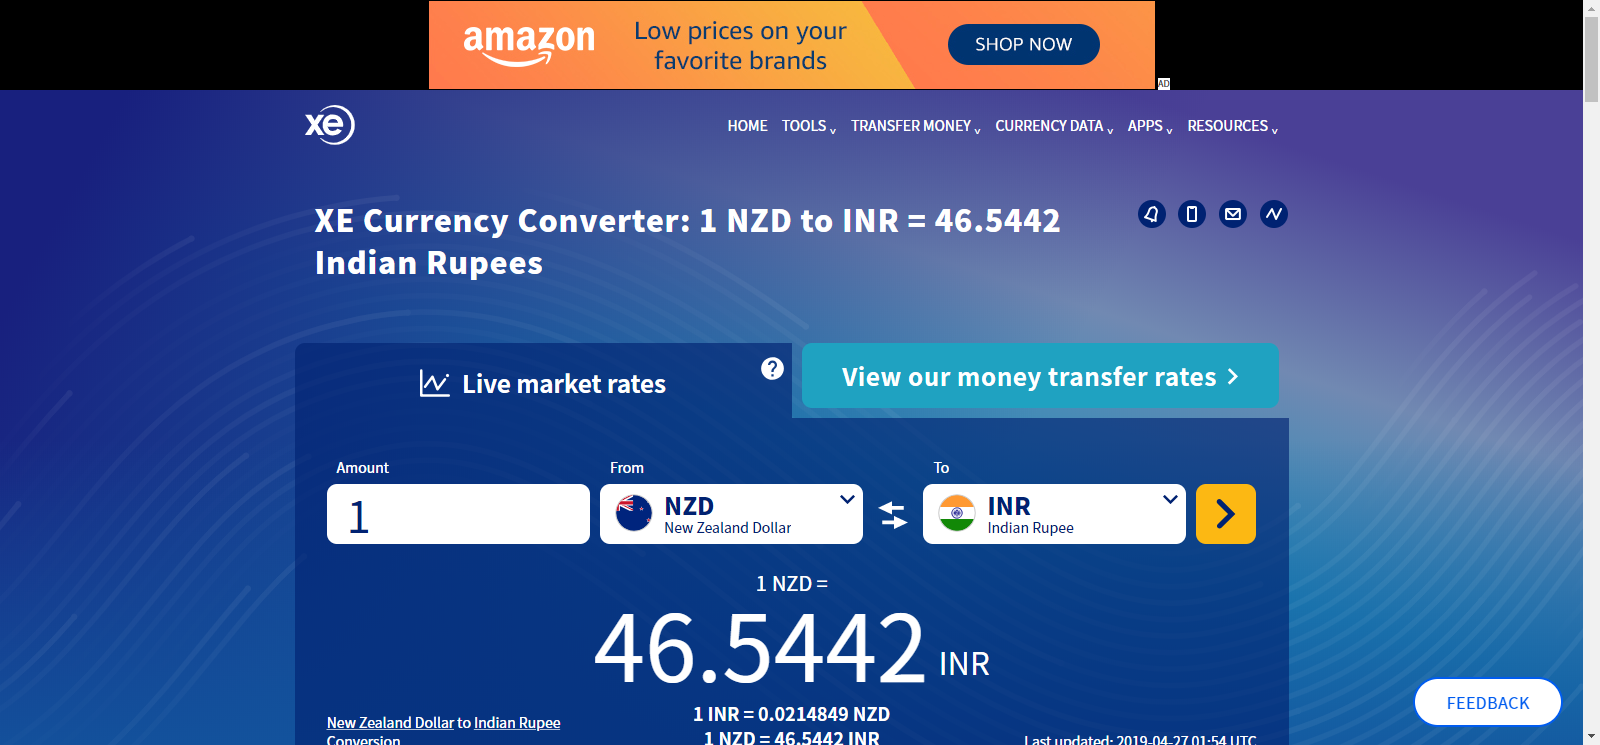 amazon
Low prices on your
favorite brands
SHOP NOW
AD
xe
HOME TOOLS TRANSFER MONEY CURRENCY DATA APPS RESOURCES
XE Currency Converter: 1 NZD to INR = 46.5442
Indian Rupees
Live market rates
?
View our money transfer rates
Amount From To
1
NZD
New Zealand Dollar
INR
Indian Rupee
1 NZD =
46.5442 INR
1 INR = 0.0214849 NZD
1 NZD = 46.5442 INR
New Zealand Dollar to Indian Rupee
Conversion
Last updated: 2019-04-27 01:54 UTC
FEEDBACK